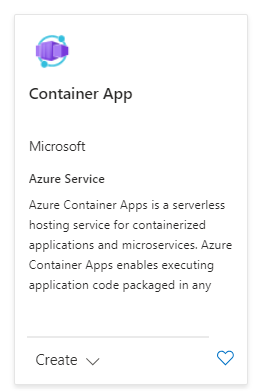 Container App
Microsoft
Azure Service
Azure Container Apps is a serverless
hosting service for containerized
applications and microservices. Azure
Container Apps enables executing
application code packaged in any
Create